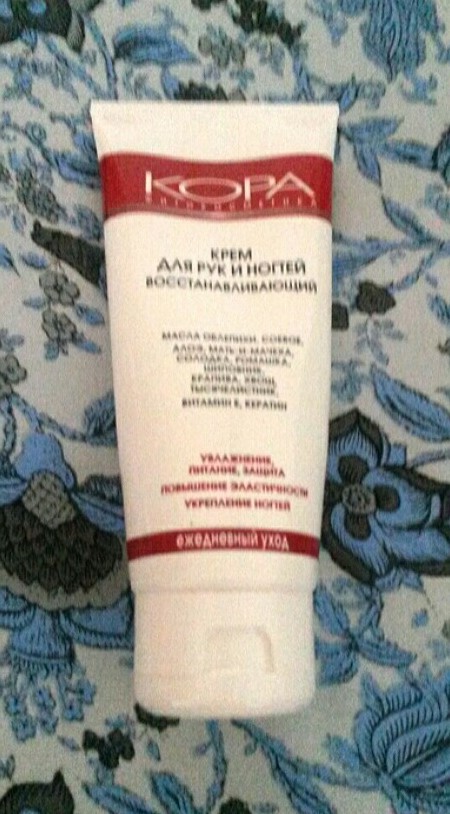 КОРА
ФИТОКОСМЕТИКА
КРЕМ
ДЛЯ РУК И НОГТЕЙ
ВОССТАНАВЛИВАЮЩИЙ
МАСЛА ОБЛЕПИХИ, СОЕВОЕ,
АЛОЭ, МАТЬ-И-МАЧЕХА,
СОЛОДКА, РОМАШКА,
ШИПОВНИК,
КРАПИВА, ХВОЩ,
ТЫСЯЧЕЛИСТНИК,
ВИТАМИН Е, КЕРАТИН
УВЛАЖНЕНИЕ,
ПИТАНИЕ, ЗАЩИТА
ПОВЫШЕНИЕ ЭЛАСТИЧНОСТИ
УКРЕПЛЕНИЕ НОГТЕЙ
ежедневный уход